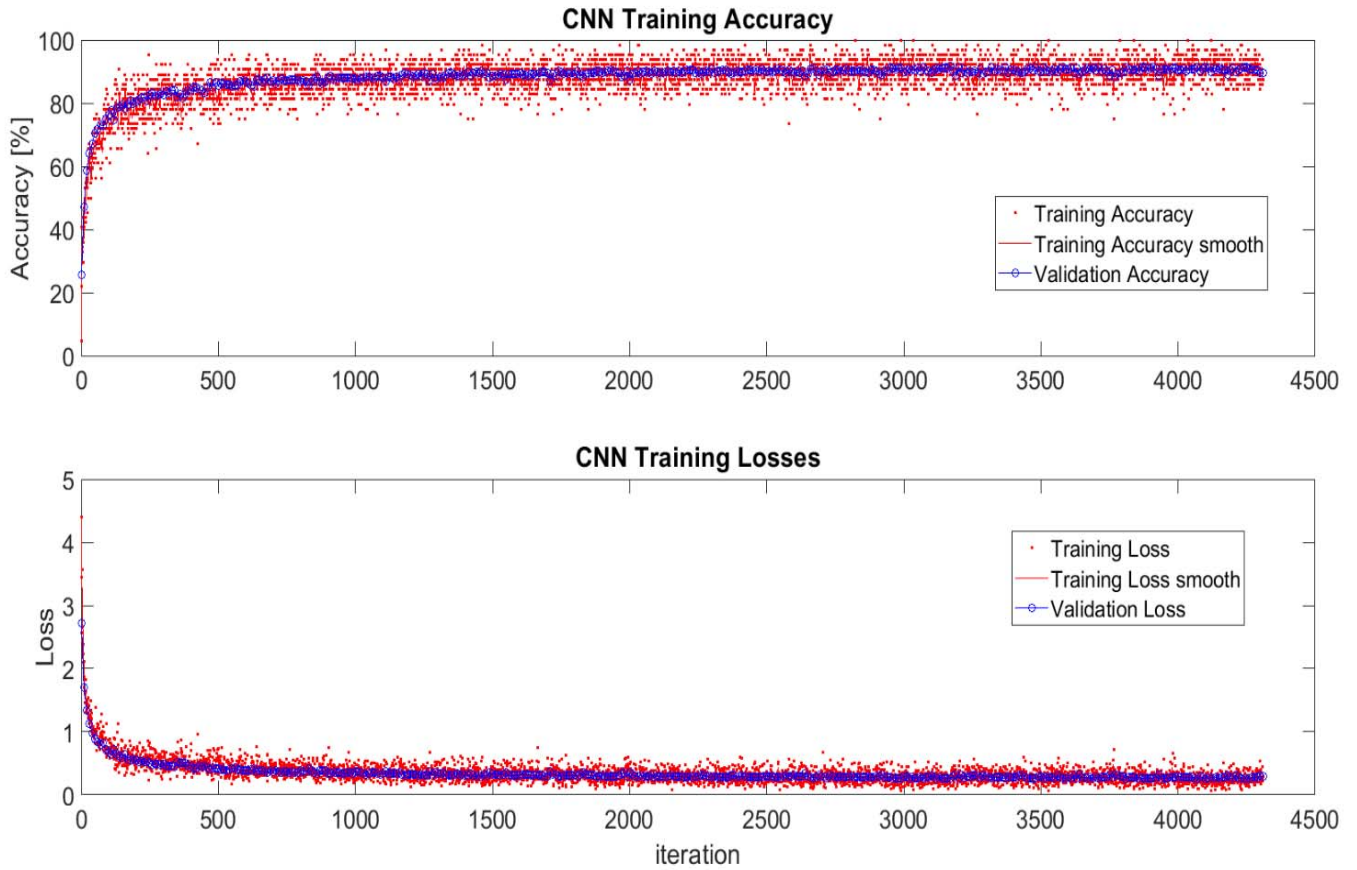 CNN Training Accuracy
100
80
60
40
20
0
Accuracy [%]
Training Accuracy
Training Accuracy smooth
Validation Accuracy
0 500 1000 1500 2000 2500 3000 3500 4000 4500
CNN Training Losses
5
4
3
2
1
0
Loss
Training Loss
Training Loss smooth
Validation Loss
0 500 1000 1500 2000 2500 3000 3500 4000 4500
iteration